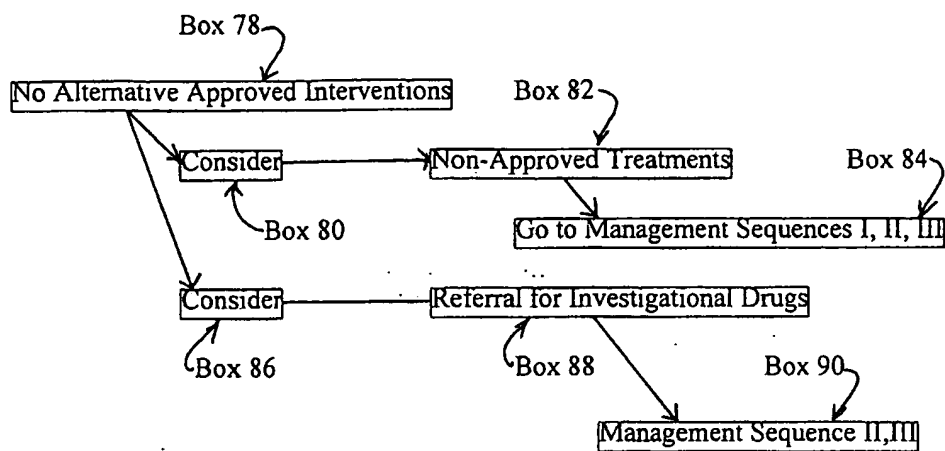 Box 78
No Alternative Approved Interventions
Box 82
Consider
Non-Approved Treatments
Box 84
Box 80
Go to Management Sequences I, II, III
Consider
Referral for Investigational Drugs
Box 86
Box 88
Box 90
Management Sequence II,III